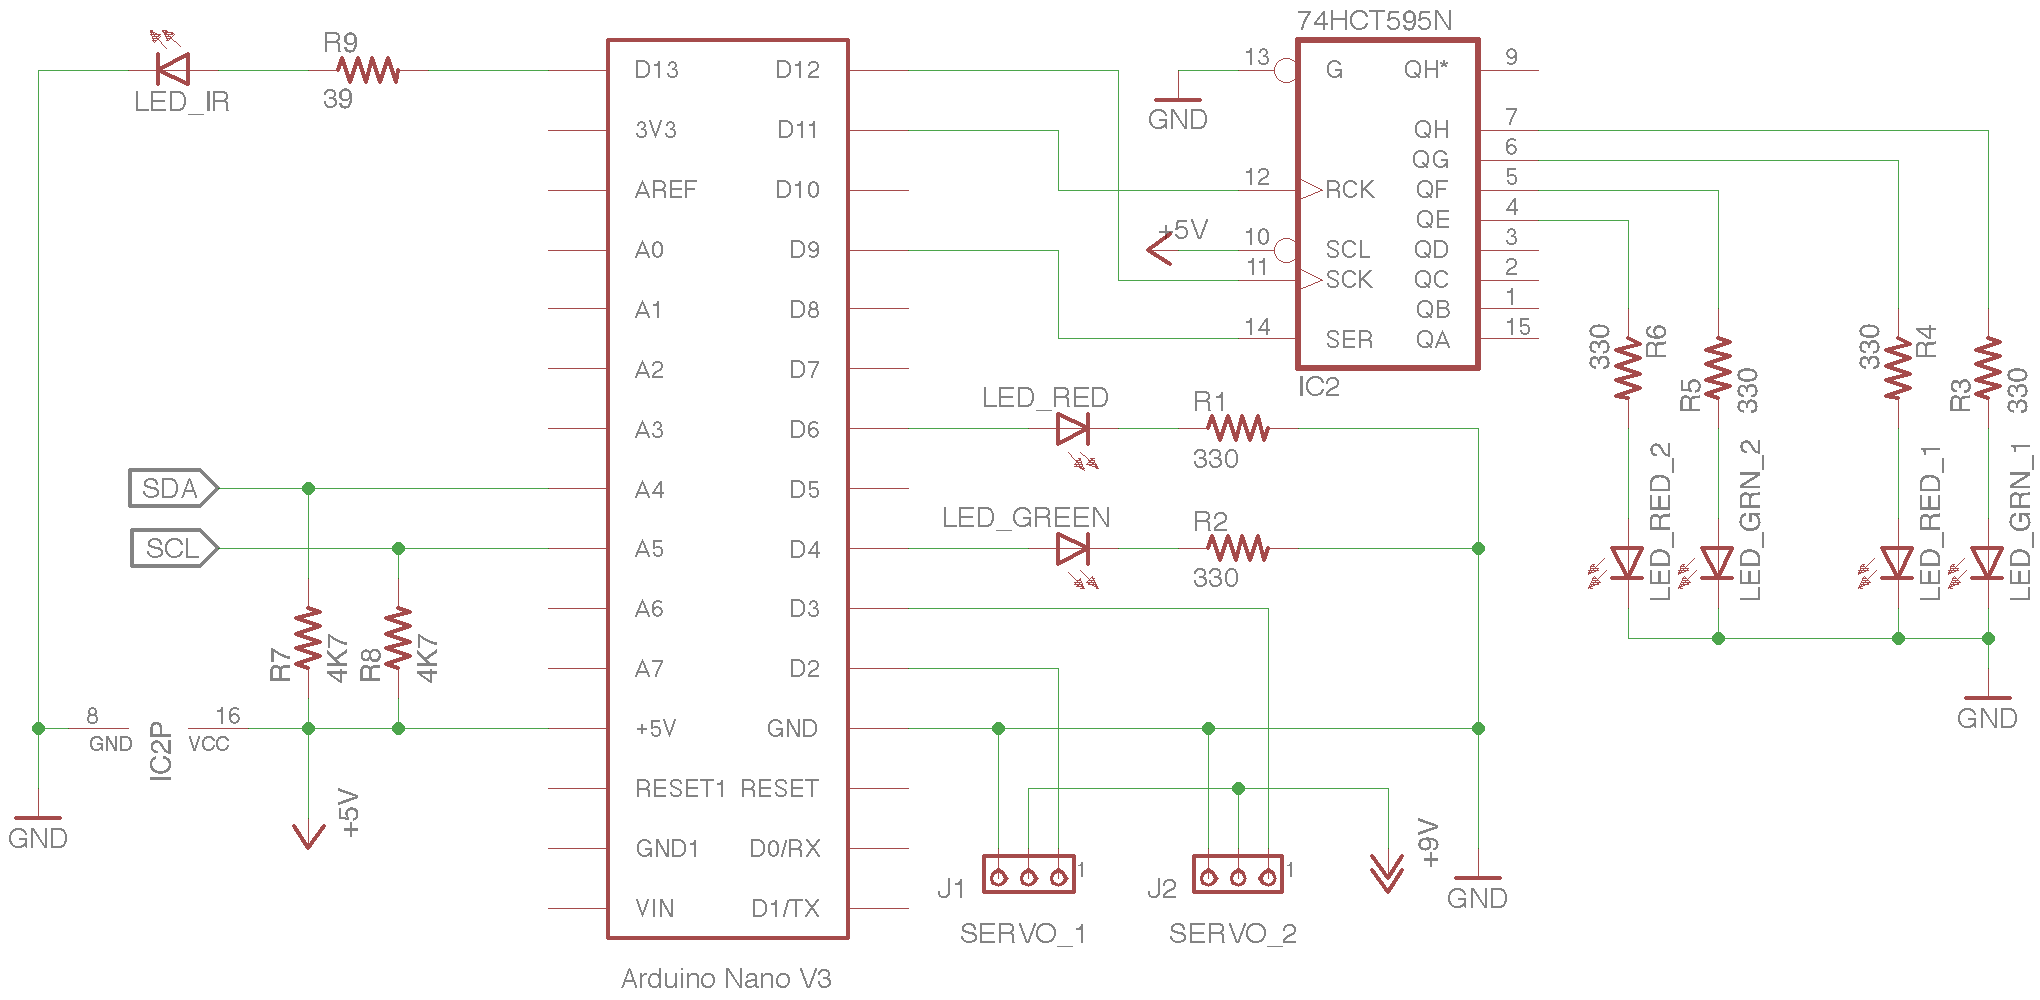 74HCT595N
R9
39
LED_IR
D13
3V3
AREF
A0
A1
A2
A3
A4
A5
A6
A7
+5V
RESET1
GND1
VIN
D12
D11
D10
D9
D8
D7
D6
D5
D4
D3
D2
GND
RESET
D0/RX
D1/TX
Arduino Nano V3
SDA
SCL
R7
4K7
R8
4K7
8
GND
IC2P
16
VCC
GND
+5V
13
G
GND
12
RCK
+5V
10
SCL
11
SCK
14
SER
QH*
9
QH
7
QG
6
QF
5
QE
4
QD
3
QC
2
QB
1
QA
15
IC2
LED_RED
R1
330
LED_GREEN
R2
330
J1
1
SERVO_1
J2
1
SERVO_2
+9V
GND
330
R6
R5
330
330
R4
R3
330
LED_RED_2
LED_GRN_2
LED_RED_1
LED_GRN_1
GND